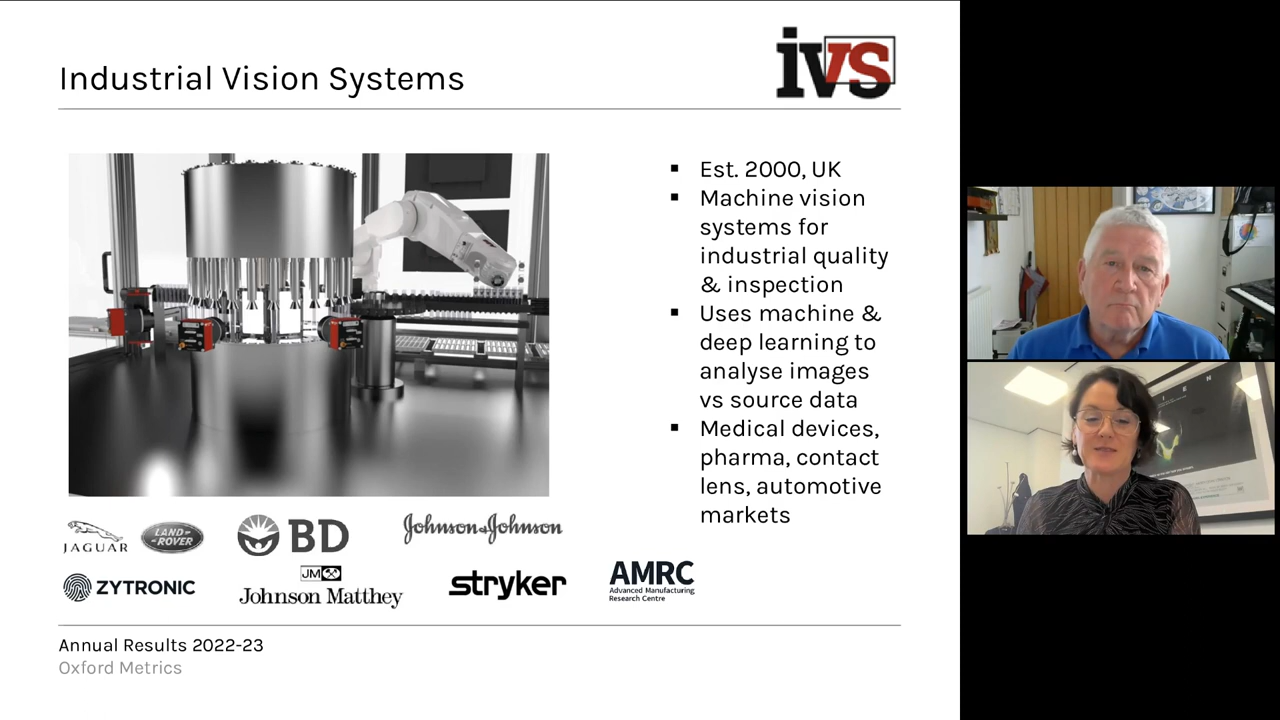 Industrial Vision Systems
ivs
Est. 2000, UK
Machine vision
systems for
industrial quality
& inspection
Uses machine &
deep learning to
analyse images
vs source data
Medical devices,
pharma, contact
lens, automotive
markets
JAGUAR
LAND-
ROVER
BD
Johnson & Johnson
ZYTRONIC
JM
Johnson Matthey
stryker
AMRC
Advanced Manufacturing
Research Centre
Annual Results 2022-23
Oxford Metrics